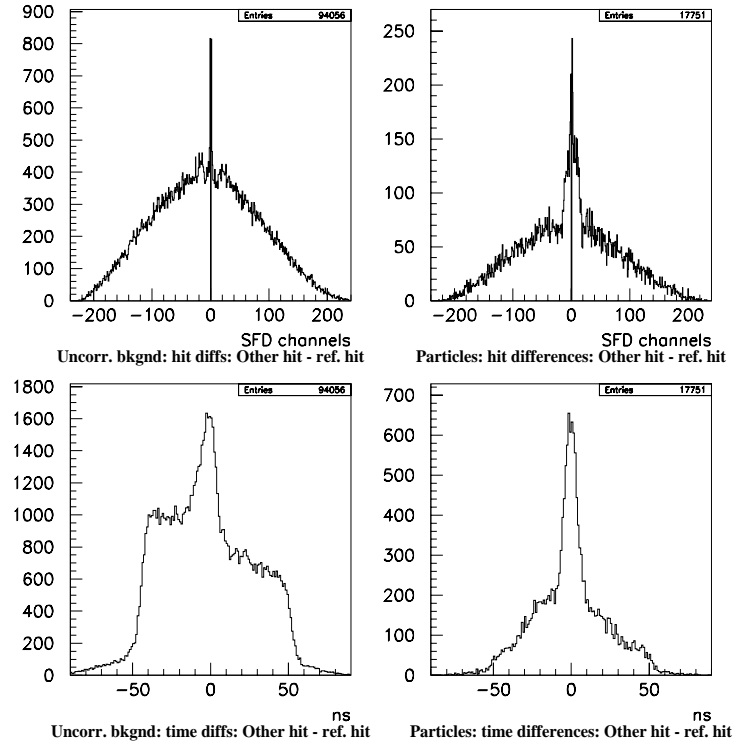 Entries 94056
900
800
700
600
500
400
300
200
100
0
-200 -100 0 100 200
SFD channels
Uncorr. bkgnd: hit diffs: Other hit - ref. hit
Entries 17751
250
200
150
100
50
0
-200 -100 0 100 200
SFD channels
Particles: hit differences: Other hit - ref. hit
Entries 94056
1800
1600
1400
1200
1000
800
600
400
200
0
-50 0 50
ns
Uncorr. bkgnd: time diffs: Other hit - ref. hit
Entries 17751
700
600
500
400
300
200
100
0
-50 0 50
ns
Particles: time differences: Other hit - ref. hit